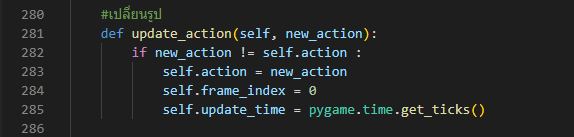 280 #เปลี่ยนรูป
281 def update_action(self, new_action):
282 if new_action != self.action :
283 self.action = new_action
284 self.frame_index = 0
285 self.update_time = pygame.time.get_ticks()
286